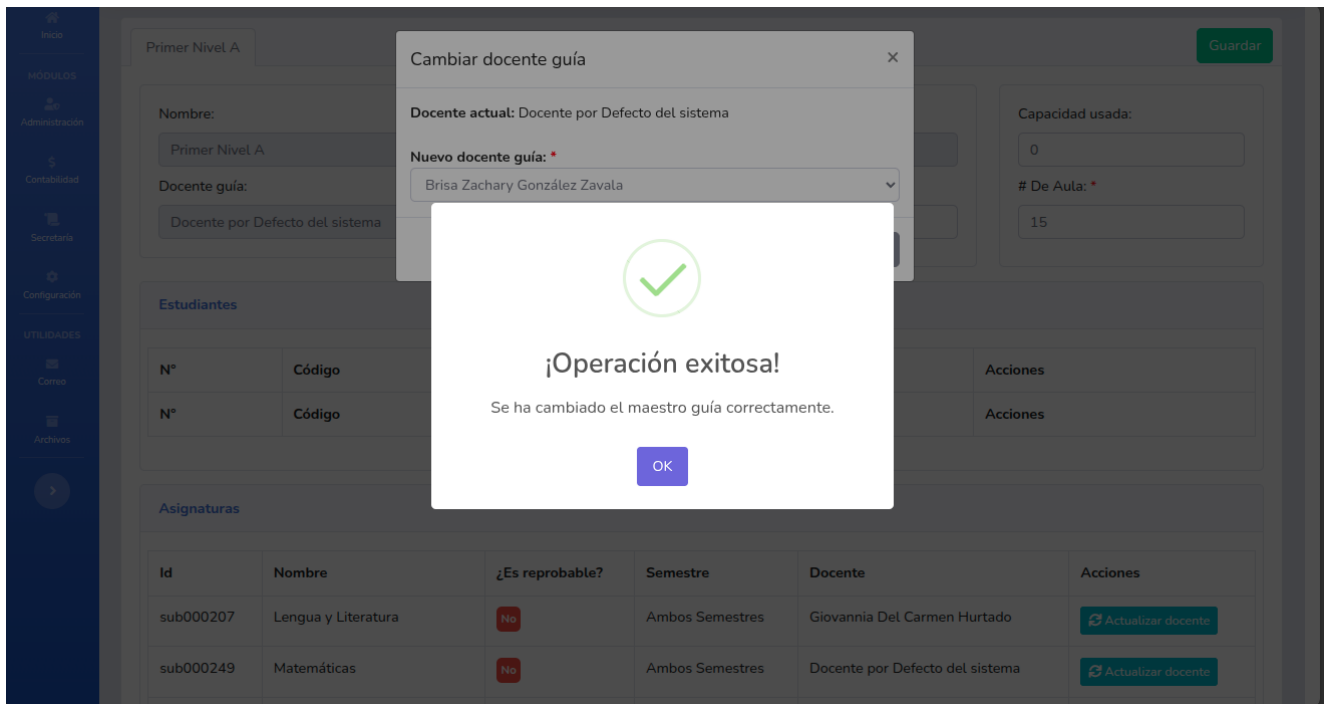 Inicio
MÓDULOS
Administración
Contabilidad
Secretaría
Configuración
UTILIDADES
Correo
Archivos
Primer Nivel A
Guardar
Cambiar docente guía
×
Docente actual: Docente por Defecto del sistema
Nuevo docente guía: *
Brisa Zachary González Zavala
Nombre:
Primer Nivel A
Docente guía:
Docente por Defecto del sistema
Capacidad usada:
0
# De Aula: *
15
¡Operación exitosa!
Se ha cambiado el maestro guía correctamente.
OK
Estudiantes
N° Código Acciones
N° Código Acciones
Asignaturas
Id Nombre ¿Es reprobable? Semestre Docente Acciones
sub000207 Lengua y Literatura No Ambos Semestres Giovannia Del Carmen Hurtado Actualizar docente
sub000249 Matemáticas No Ambos Semestres Docente por Defecto del sistema Actualizar docente